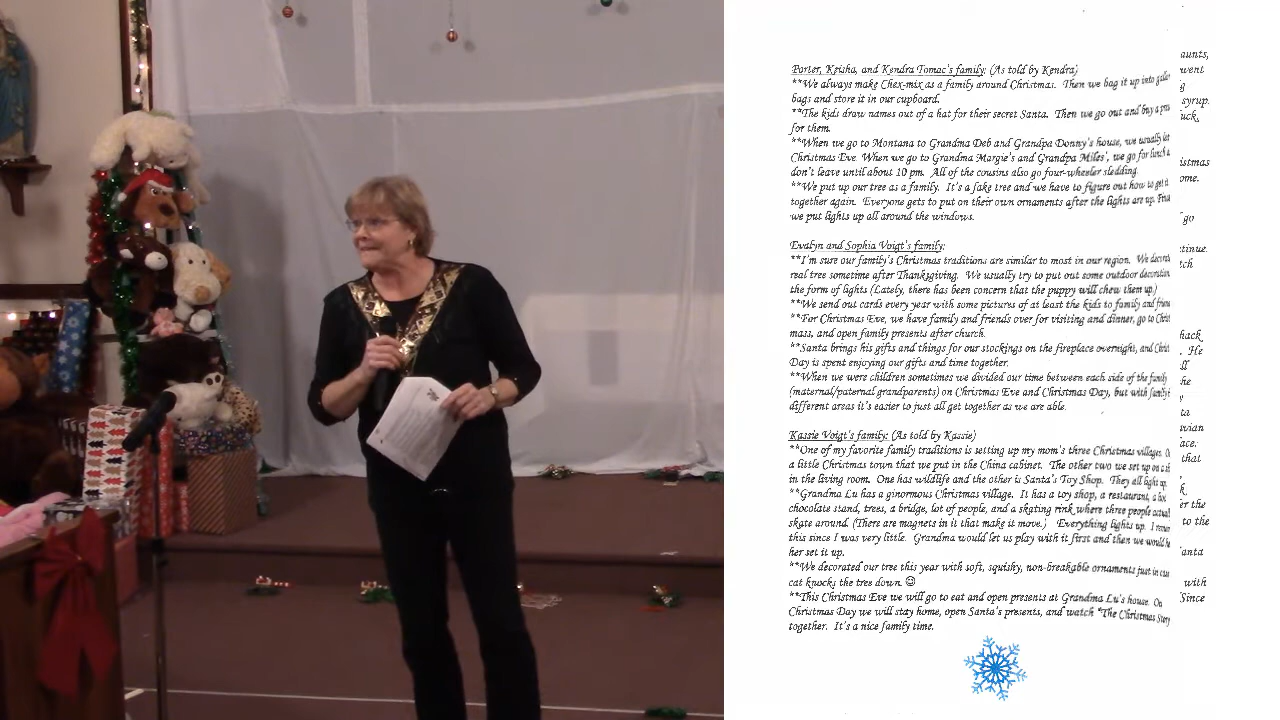 Porter, Keisha, and Kendra Tomac's family: (As told by Kendra)
**We always make Chex-mix as a family around Christmas. Then we bag it up into
bags and store it in our cupboard.
**The kids draw names out of a hat for their secret Santa. Then we go out and buy a
for them.
**When we go to Montana to Grandma Deb and Grandpa Donny's house, we usually
Christmas Eve. When we go to Grandma Margie's and Grandpa Miles', we go for lunch
don't leave until about 10 pm. All of the cousins also go four-wheeler sledding.
**We put up our tree as a family. It's a fake tree and we have to figure out how to get it
together again. Everyone gets to put on their own ornaments after the lights are up.
we put lights up all around the windows.
Evalyn and Sophia Voigt's family:
**I'm sure our family's Christmas traditions are similar to most in our region. We
real tree sometime after Thanksgiving. We usually try to put out some outdoor
the form of lights (Lately, there has been concern that the puppy will chew them up.)
**We send out cards every year with some pictures of at least the kids to family and
**For Christmas Eve, we have family and friends over for visiting and dinner, go to
mass, and open family presents after church.
**Santa brings his gifts and things for our stockings on the fireplace overnight, and
Day is spent enjoying our gifts and time together.
**When we were children sometimes we divided our time between each side of the family
(maternal/paternal grandparents) on Christmas Eve and Christmas Day, but with
different areas it's easier to just all get together as we are able.
Kassie Voigt's family: (As told by Kassie)
**One of my favorite family traditions is setting up my mom's three Christmas villages.
a little Christmas town that we put in the China cabinet. The other two we set up on a
in the living room. One has wildlife and the other is Santa's Toy Shop. They all light up.
**Grandma Lu has a ginormous Christmas village. It has a toy shop, a restaurant, a hot
chocolate stand, trees, a bridge, lot of people, and a skating rink where three people
skate around. (There are magnets in it that make it move.) Everything lights up. I
this since I was very little. Grandma would let us play with it first and then we would
her set it up.
**We decorated our tree this year with soft, squishy, non-breakable ornaments just in
cat knocks the tree down. ☺
**This Christmas Eve we will go to eat and open presents at Grandma Lu's house. On
Christmas Day we will stay home, open Santa's presents, and watch "The Christmas Story
together. It's a nice family time.